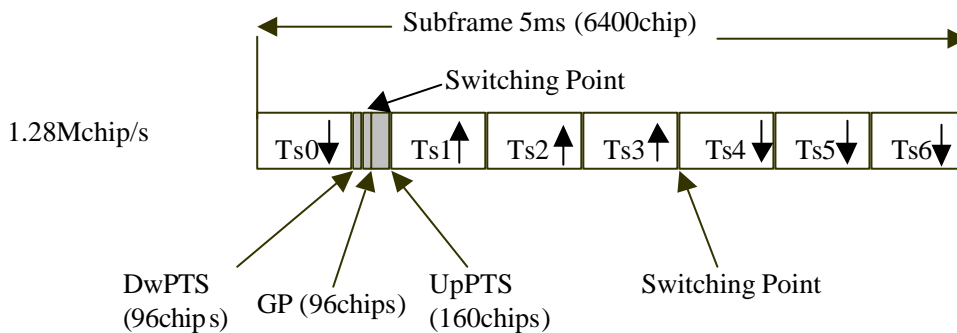 Subframe 5ms (6400chip)
Switching Point
1.28Mchip/s
Ts0 Ts1 Ts2 Ts3 Ts4 Ts5 Ts6
DwPTS
(96chips)
GP (96chips)
UpPTS
(160chips)
Switching Point